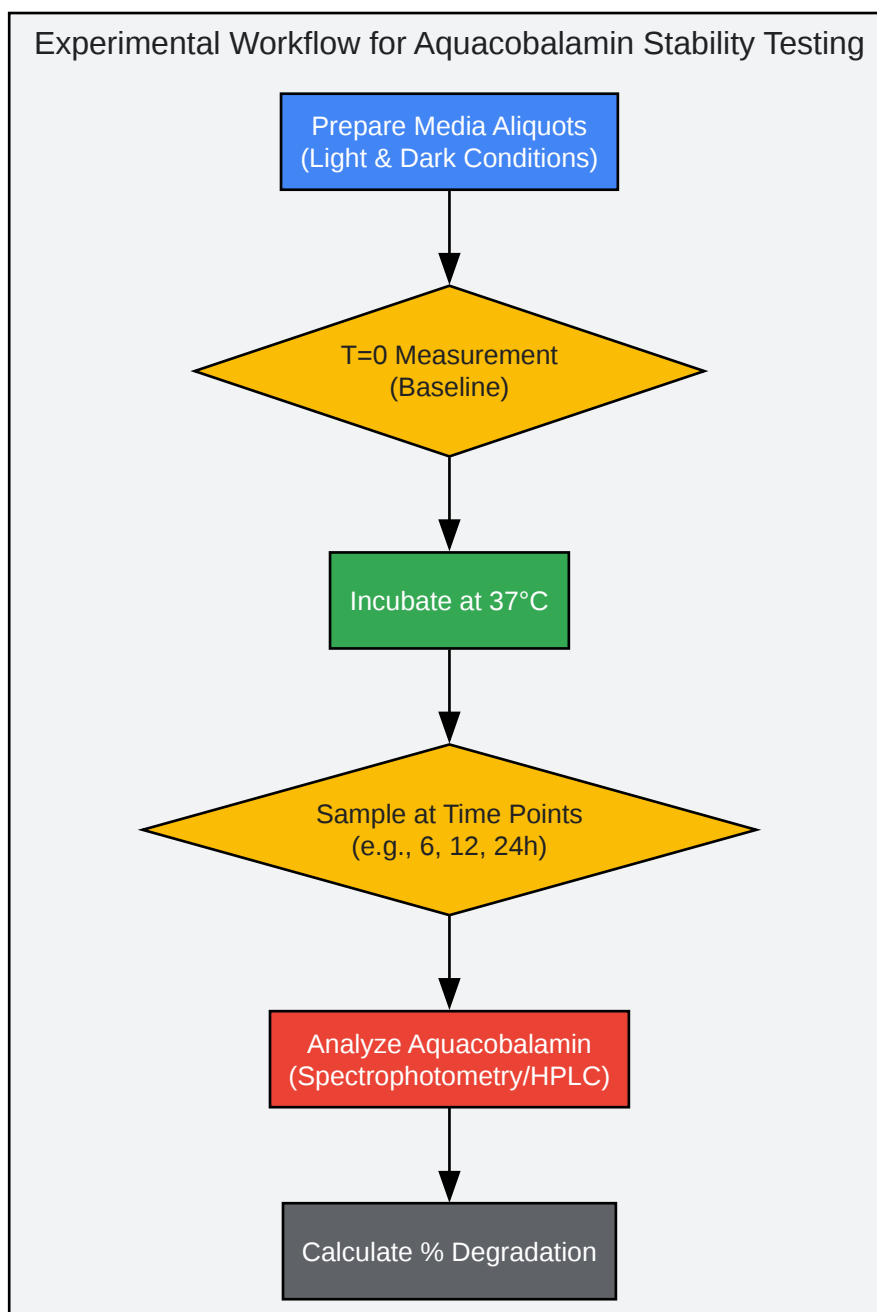 Experimental Workflow for Aquacobalamin Stability Testing
Prepare Media Aliquots
(Light & Dark Conditions)
T=0 Measurement
(Baseline)
Incubate at 37°C
Sample at Time Points
(e.g., 6, 12, 24h)
Analyze Aquacobalamin
(Spectrophotometry/HPLC)
Calculate % Degradation